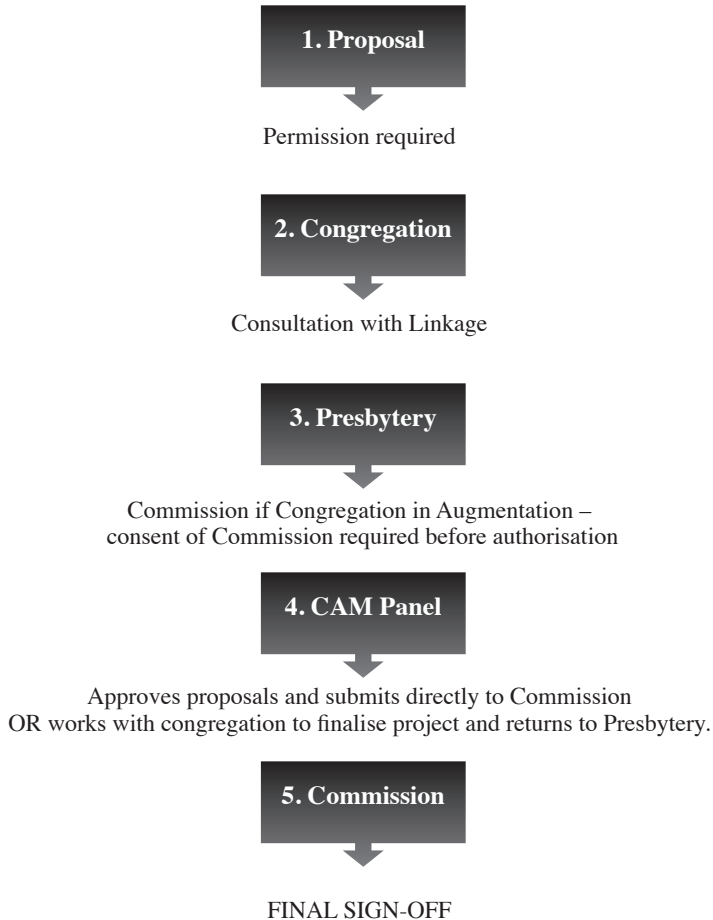 1. Proposal
Permission required
2. Congregation
Consultation with Linkage
3. Presbytery
Commission if Congregation in Augmentation –
consent of Commission required before authorisation
4. CAM Panel
Approves proposals and submits directly to Commission
OR works with congregation to finalise project and returns to Presbytery.
5. Commission
FINAL SIGN-OFF